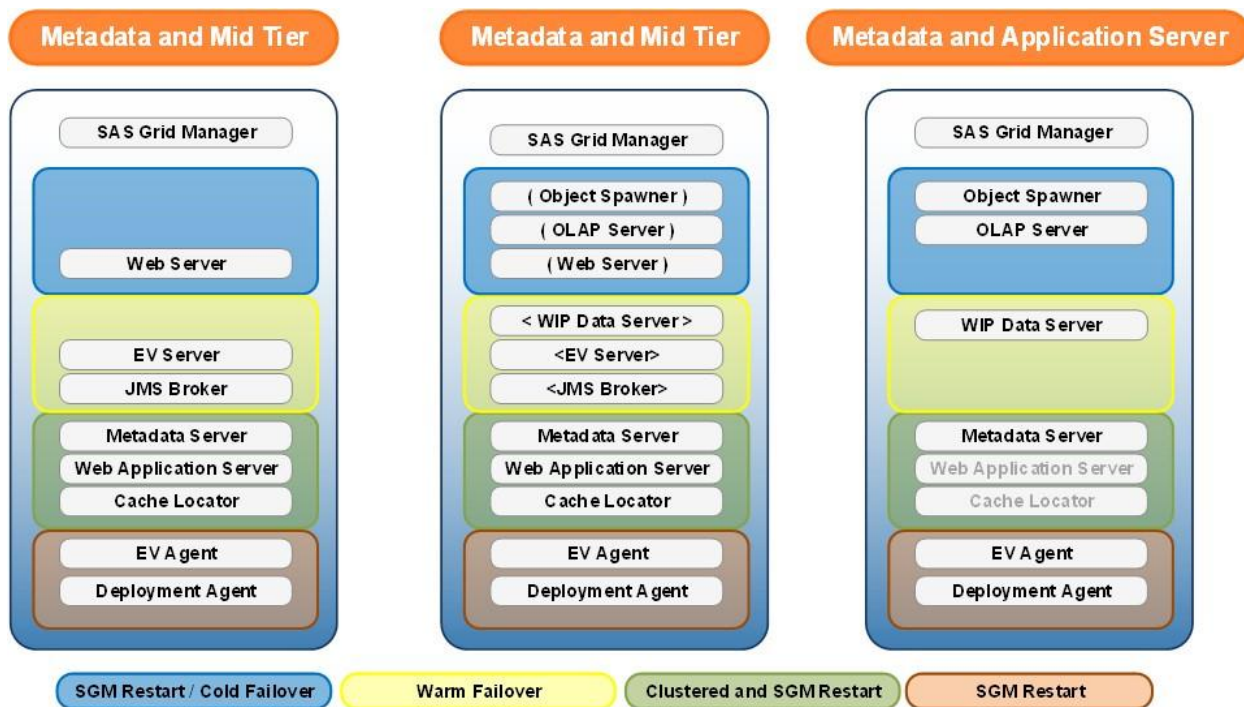 Metadata and Mid Tier
SAS Grid Manager
Web Server
EV Server
JMS Broker
Metadata Server
Web Application Server
Cache Locator
EV Agent
Deployment Agent
Metadata and Mid Tier
SAS Grid Manager
( Object Spawner )
( OLAP Server )
( Web Server )
< WIP Data Server >
<EV Server>
<JMS Broker>
Metadata Server
Web Application Server
Cache Locator
EV Agent
Deployment Agent
Metadata and Application Server
SAS Grid Manager
Object Spawner
OLAP Server
WIP Data Server
Metadata Server
Web Application Server
Cache Locator
EV Agent
Deployment Agent
SGM Restart / Cold Failover
Warm Failover
Clustered and SGM Restart
SGM Restart